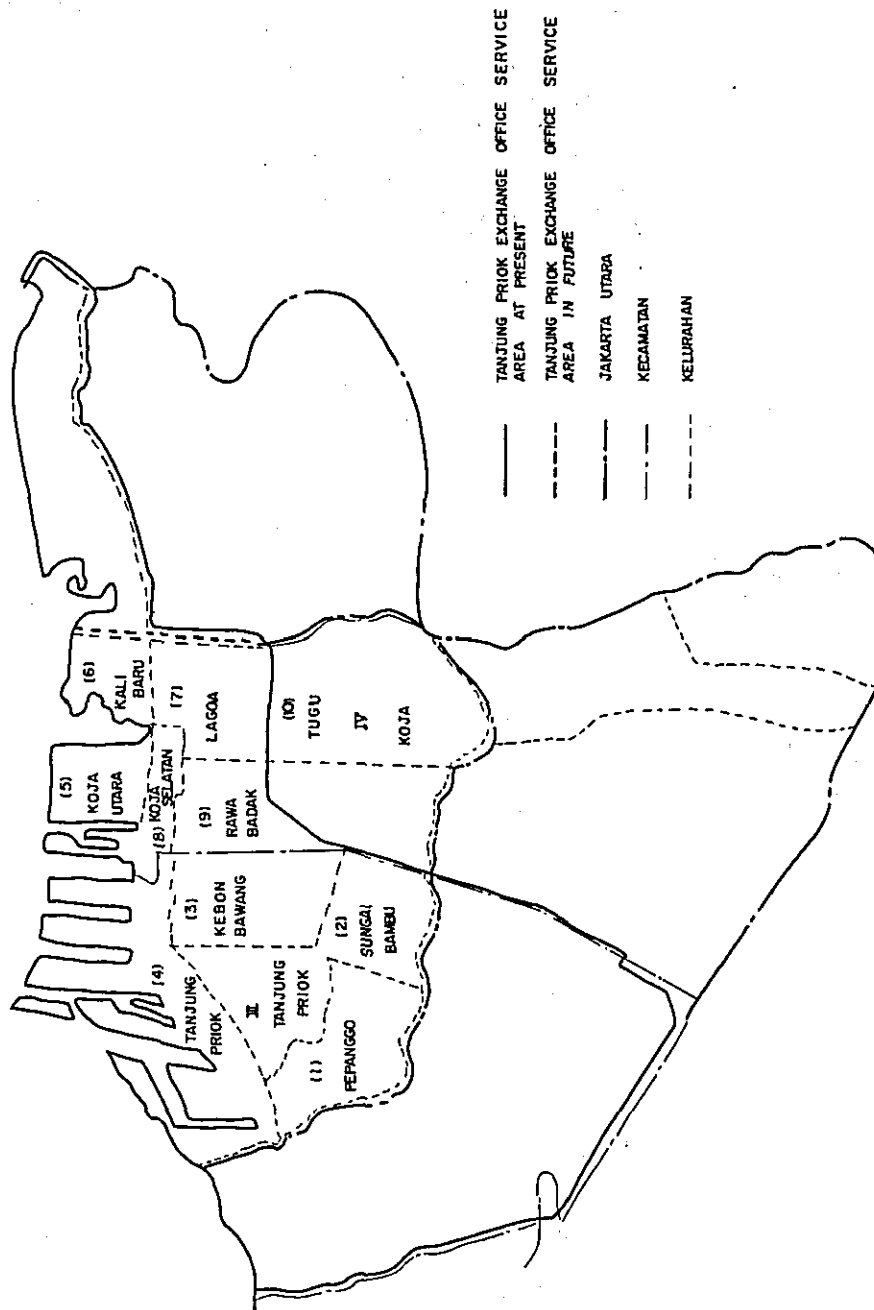 (5)
KOJA
UTARA
(6)
KALI
BARU
(4)
TANJUNG
PRIOK
(8) KOJA
SELATAN
(7)
LAGOA
(3)
KEBON
BAWANG
(9)
RAWA
BADAK
III
TANJUNG
PRIOK
(1)
PEPANGGO
(2)
SUNGAI
BAMBU
(10)
TUGU
IV
KOJA
TANJUNG PRIOK EXCHANGE OFFICE SERVICE
AREA AT PRESENT
TANJUNG PRIOK EXCHANGE OFFICE SERVICE
AREA IN FUTURE
JAKARTA UTARA
KECAMATAN
KELURAHAN